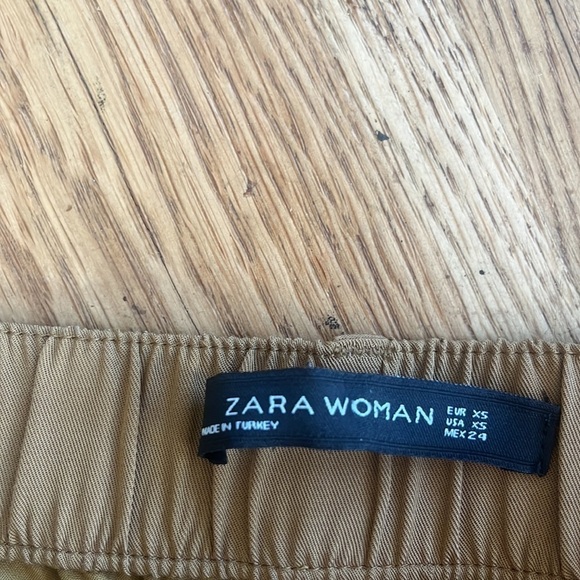 ZARA WOMAN
MADE IN TURKEY
EUR XS
USA XS
MEX 24